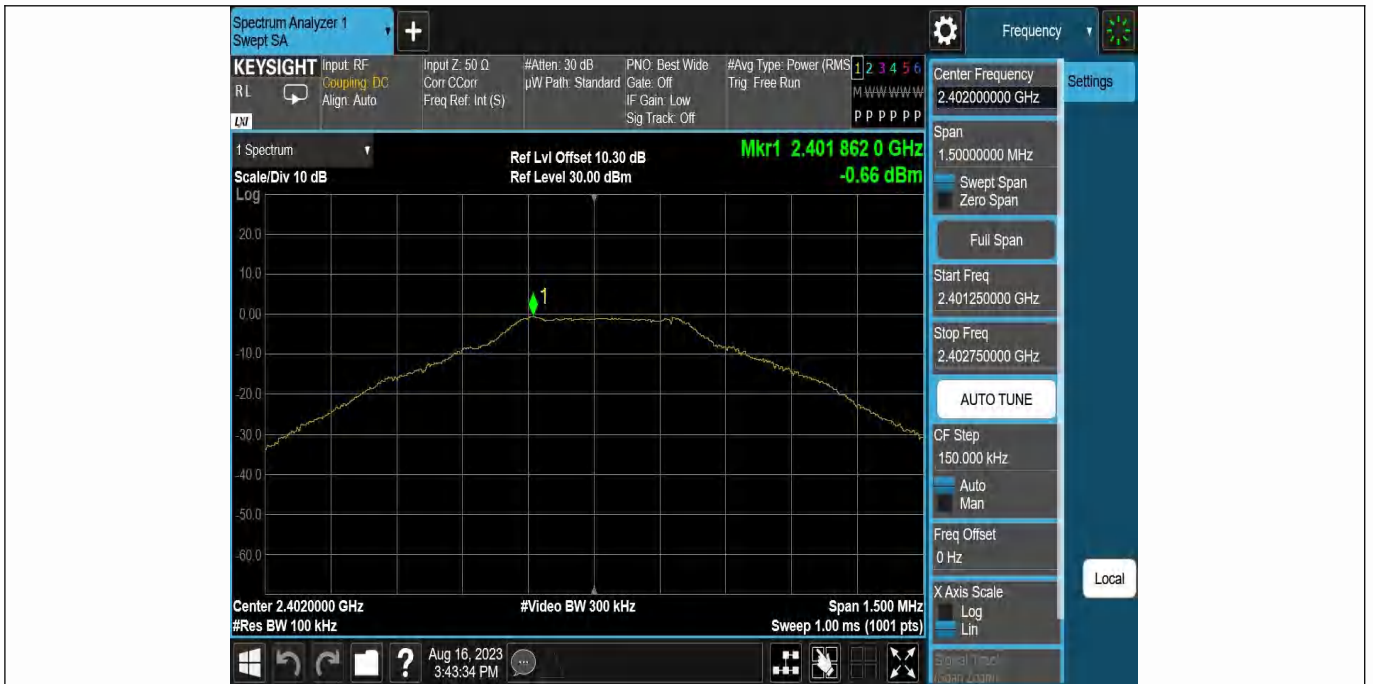 Spectrum Analyzer 1
Swept SA
+
Frequency
KEYSIGHT
RL
LXI
Input: RF
Coupling: DC
Align: Auto
Input Z: 50 Ω
Corr CCorr
Freq Ref: Int (S)
#Atten: 30 dB
µW Path: Standard
PNO: Best Wide
Gate: Off
IF Gain: Low
Sig Track: Off
#Avg Type: Power (RMS
Trig: Free Run
1 2 3 4 5 6
M W W W W W
P P P P P P
1 Spectrum
Scale/Div 10 dB
Ref Lvl Offset 10.30 dB
Ref Level 30.00 dBm
Mkr1 2.401 862 0 GHz
-0.66 dBm
Log
20.0
10.0
0.00
-10.0
-20.0
-30.0
-40.0
-50.0
-60.0
1
Center 2.4020000 GHz
#Res BW 100 kHz
#Video BW 300 kHz
Span 1.500 MHz
Sweep 1.00 ms (1001 pts)
Center Frequency
2.402000000 GHz
Settings
Span
1.50000000 MHz
Swept Span
Zero Span
Full Span
Start Freq
2.401250000 GHz
Stop Freq
2.402750000 GHz
AUTO TUNE
CF Step
150.000 kHz
Auto
Man
Freq Offset
0 Hz
X Axis Scale
Log
Lin
Local
Signal Track
(Span Zoom)
?
Aug 16, 2023
3:43:34 PM